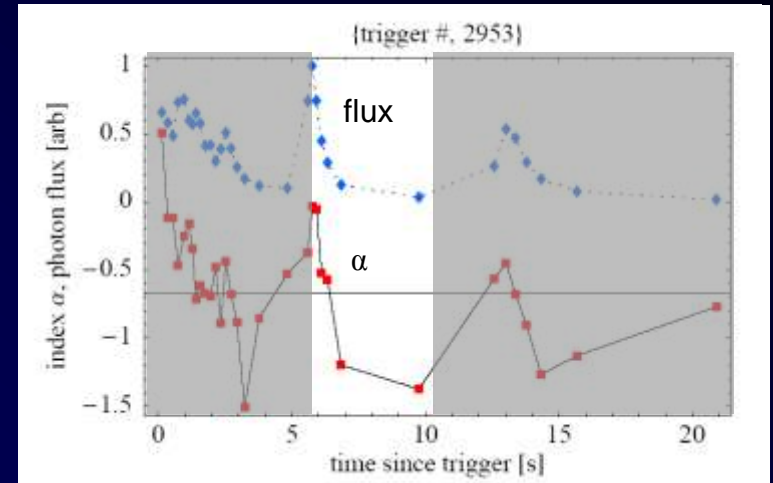 {trigger #, 2953}
index α, photon flux [arb]
1
0.5
0
−0.5
−1
−1.5
flux
α
0 5 10 15 20
time since trigger [s]